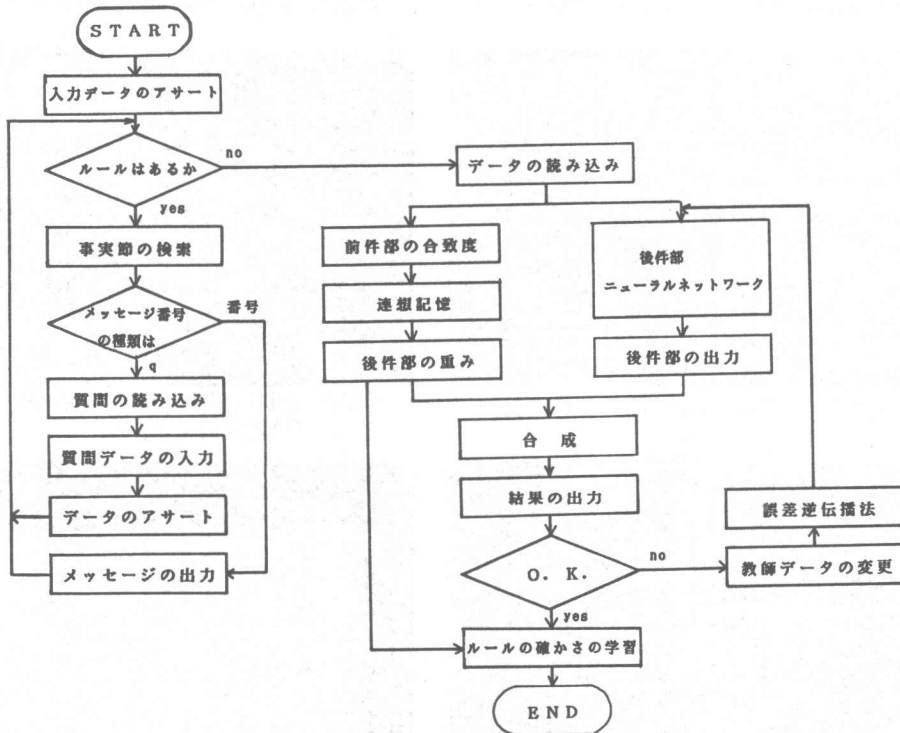 START
入力データのアサート
ルールはあるか
no
yes
事実節の検索
メッセージ番号
の種類は
番号
q
質問の読み込み
質問データの入力
データのアサート
メッセージの出力
データの読み込み
前件部の合致度
連想記憶
後件部の重み
後件部
ニューラルネットワーク
後件部の出力
合 成
結果の出力
O. K.
no
yes
教師データの変更
誤差逆伝播法
ルールの確かさの学習
END